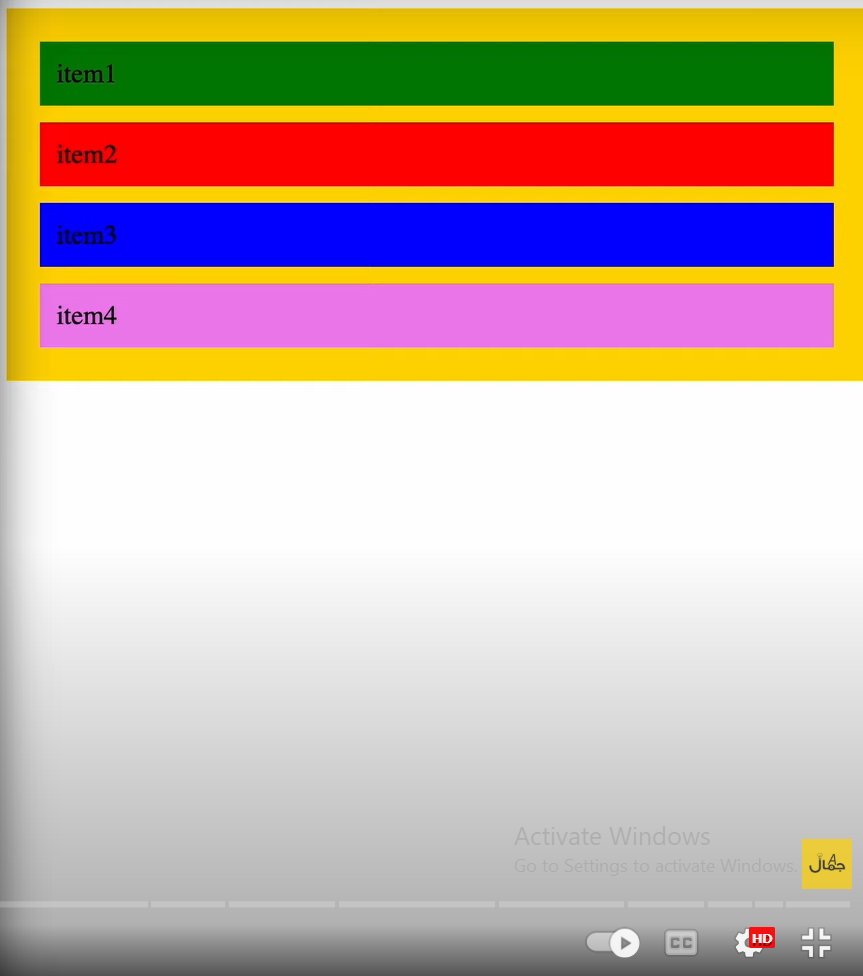 item1
item2
item3
item4
Activate Windows
Go to Settings to activate Windows.
جمال
CC
HD